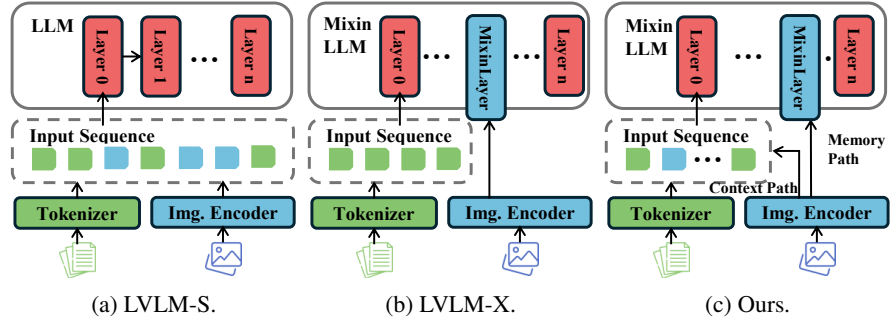 LLM
Layer 0
Layer 1
...
Layer n
Input Sequence
Tokenizer
Img. Encoder
(a) LVLM-S.
Mixin
LLM
Layer 0
...
MixinLayer
...
Layer n
Input Sequence
Tokenizer
Img. Encoder
(b) LVLM-X.
Mixin
LLM
Layer 0
...
MixinLayer
.
Layer n
Input Sequence
...
Memory
Path
Context Path
Tokenizer
Img. Encoder
(c) Ours.